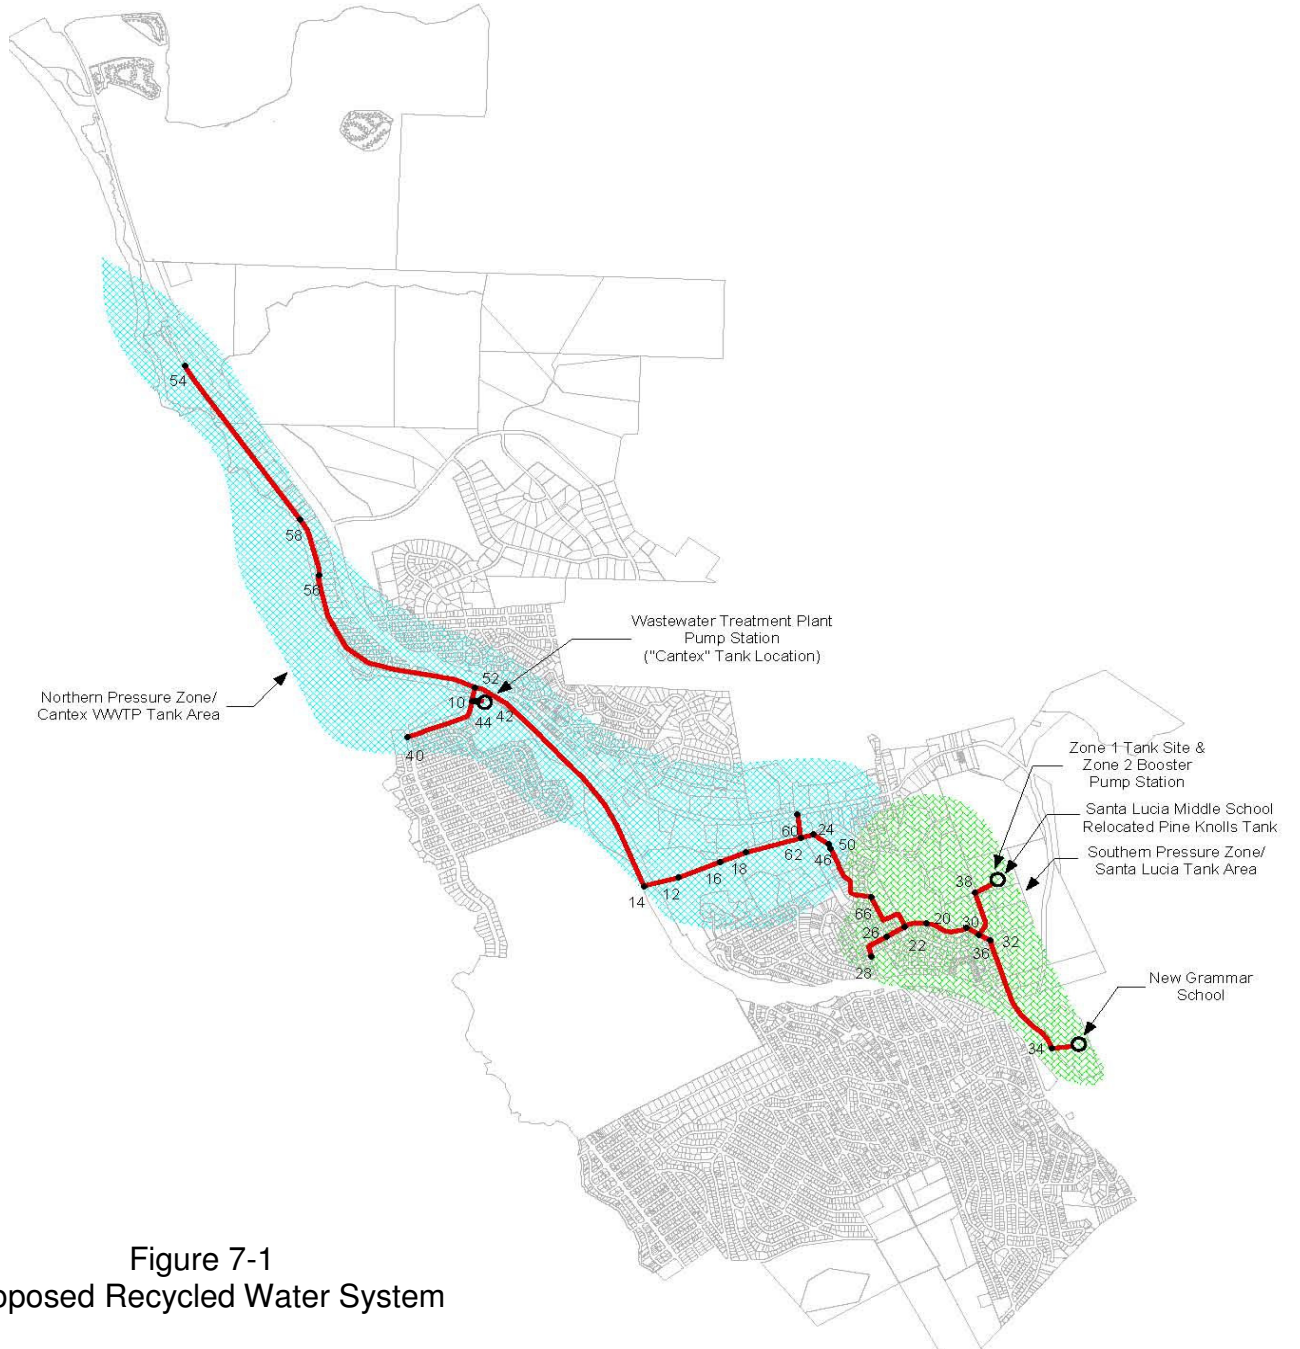 54
58
56
Wastewater Treatment Plant
Pump Station
("Cantex" Tank Location)
52
10
44
42
Northern Pressure Zone/
Cantex WWTP Tank Area
40
Zone 1 Tank Site &
Zone 2 Booster
Pump Station
Santa Lucia Middle School
Relocated Pine Knolls Tank
Southern Pressure Zone/
Santa Lucia Tank Area
60
24
62
50
46
18
16
12
14
38
66
20
30
26
22
36
32
28
New Grammar
School
34
Figure 7-1
oposed Recycled Water System